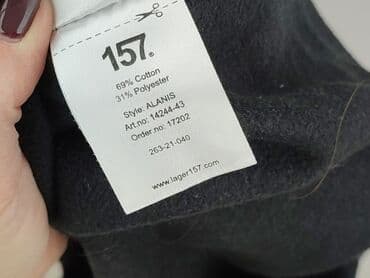 157.
69% Cotton
31% Polyester
Style: ALANIS
Art.no: 14244-43
Order no: 17202
263-21-040
www.lager157.com